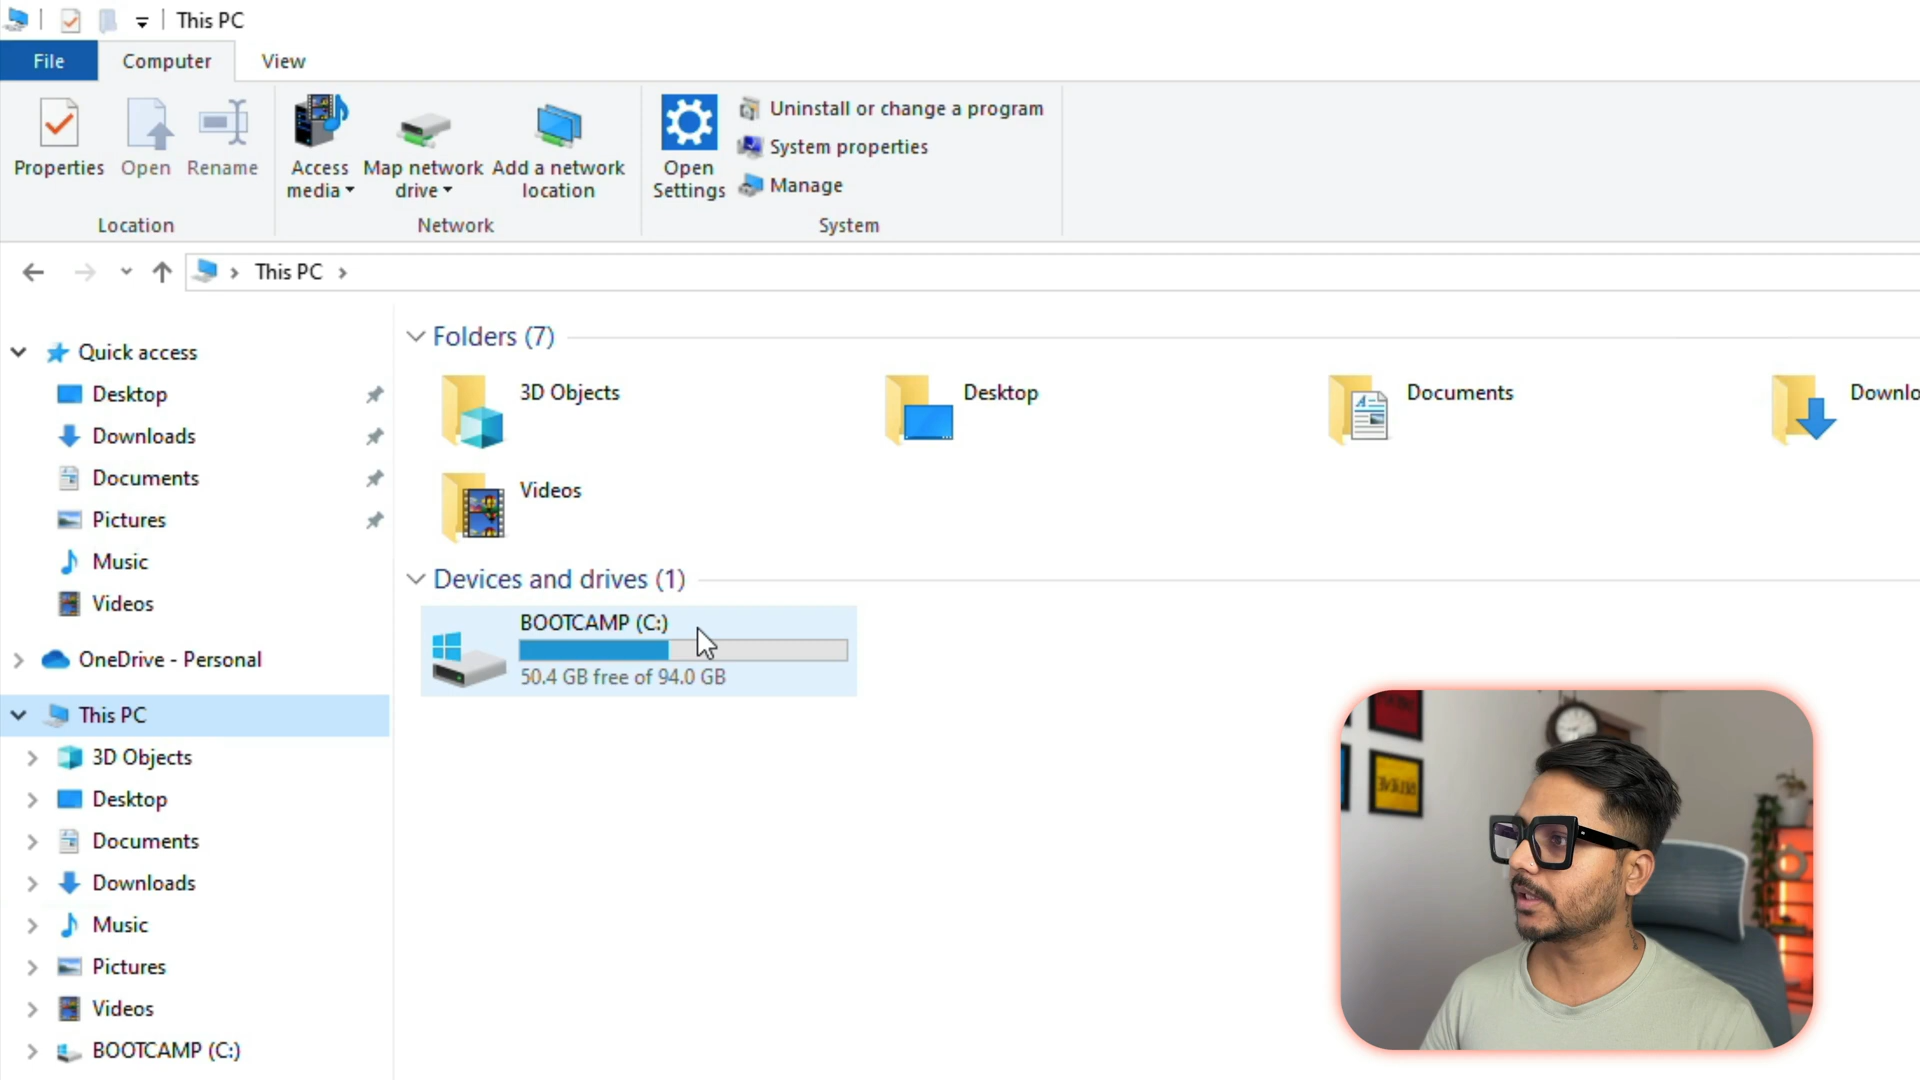 This PC
File
Computer
View
Properties
Open
Rename
Access
media
Map network
drive
Add a network
location
Open
Settings
Uninstall or change a program
System properties
Manage
Location
Network
System
This PC
Quick access
Desktop
Downloads
Documents
Pictures
Music
Videos
OneDrive - Personal
This PC
3D Objects
Desktop
Documents
Downloads
Music
Pictures
Videos
BOOTCAMP (C:)
Folders (7)
3D Objects
Desktop
Documents
Downlo
Videos
Devices and drives (1)
BOOTCAMP (C:)
50.4 GB free of 94.0 GB